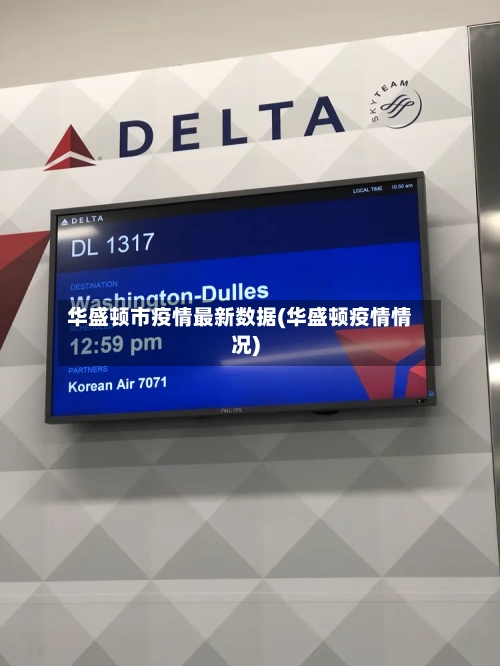 DELTA
SKYTEAM
DELTA
LOCAL TIME 10:50 am
DL 1317
DESTINATION
Washington-Dulles
华盛顿市疫情最新数据(华盛顿疫情情
况)
12:59 pm
PARTNERS
Korean Air 7071
PHILIPS